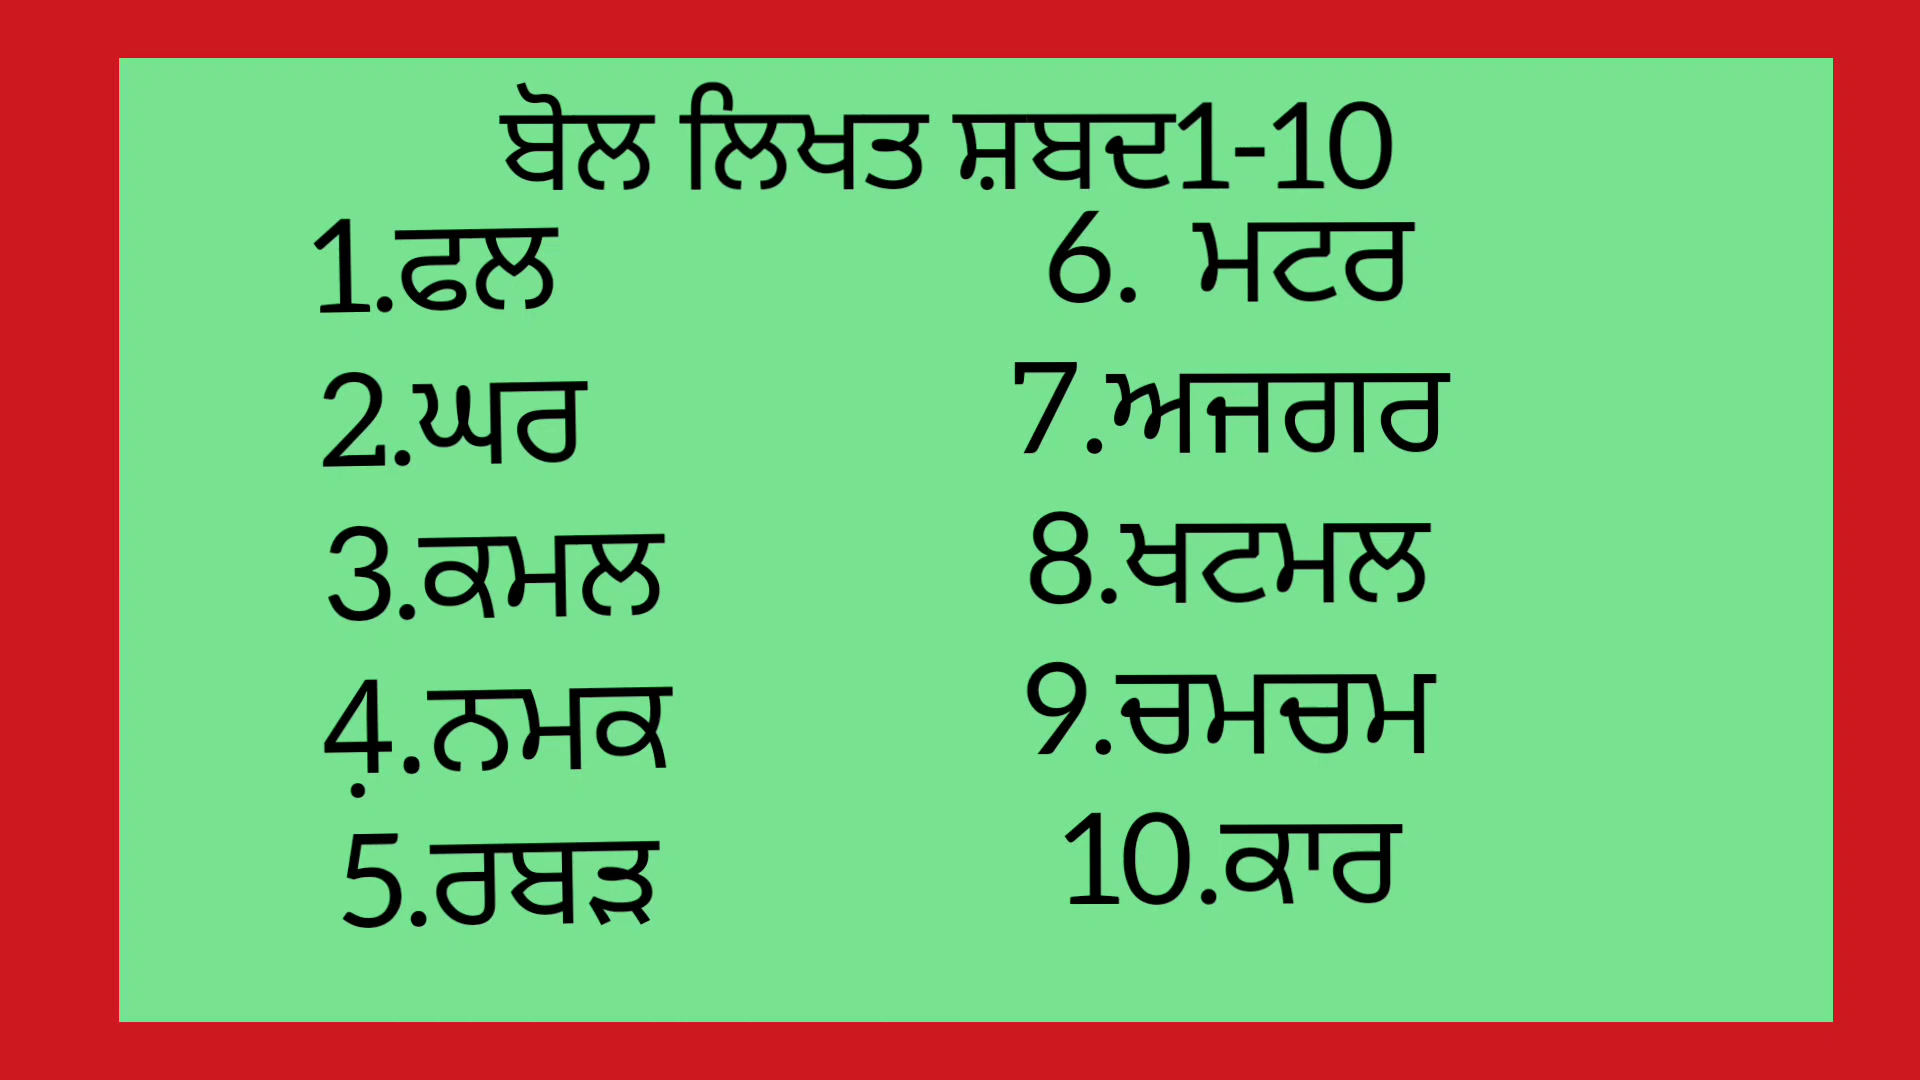 ਬੋਲ ਲਿਖਤ ਸ਼ਬਦ1-10
1.ਫਲ
2.ਘਰ
3.ਕਮਲ
4.ਨਮਕ
5.ਰਬੜ
6. ਮਟਰ
7.ਅਜਗਰ
8.ਖਟਮਲ
9.ਚਮਚਮ
10.ਕਾਰ